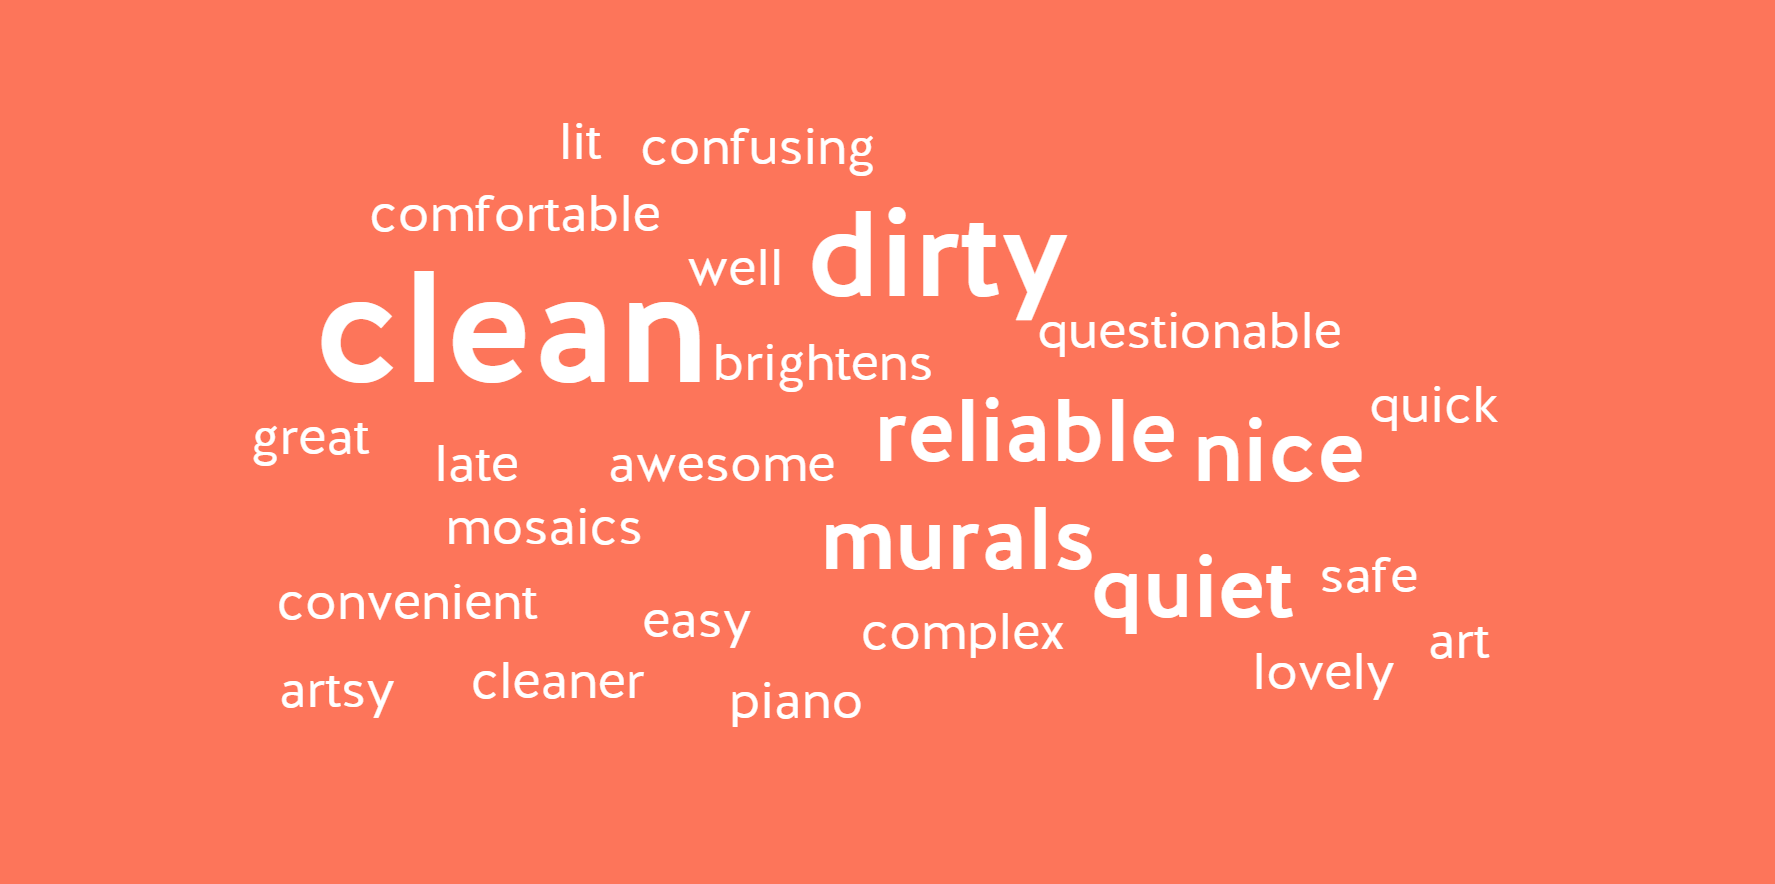 lit confusing
comfortable
well dirty
clean
brightens
questionable
reliable nice quick
great
late awesome
mosaics
murals
quiet safe
convenient
easy
complex
art
artsy cleaner piano lovely